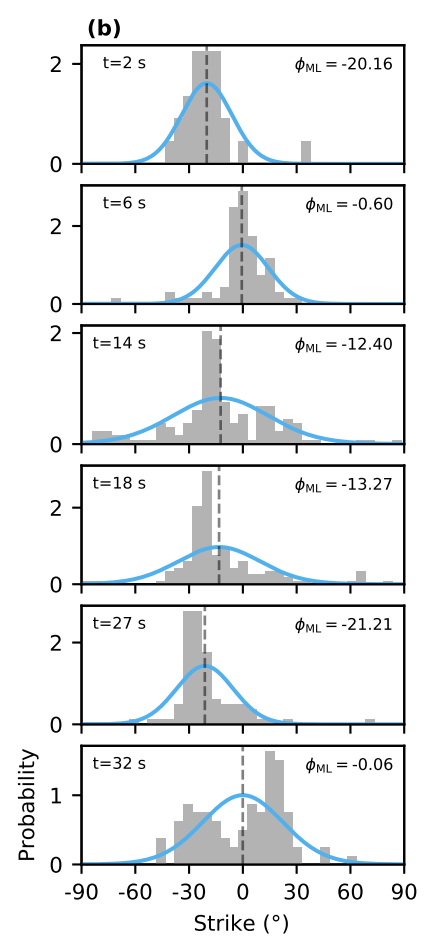 (b)
t=2 s
ϕML = -20.16
2
0
t=6 s
ϕML = -0.60
2
0
t=14 s
ϕML = -12.40
2
0
t=18 s
ϕML = -13.27
2
0
t=27 s
ϕML = -21.21
2
0
t=32 s
ϕML = -0.06
1
0
Probability
-90 -60 -30 0 30 60 90
Strike (°)